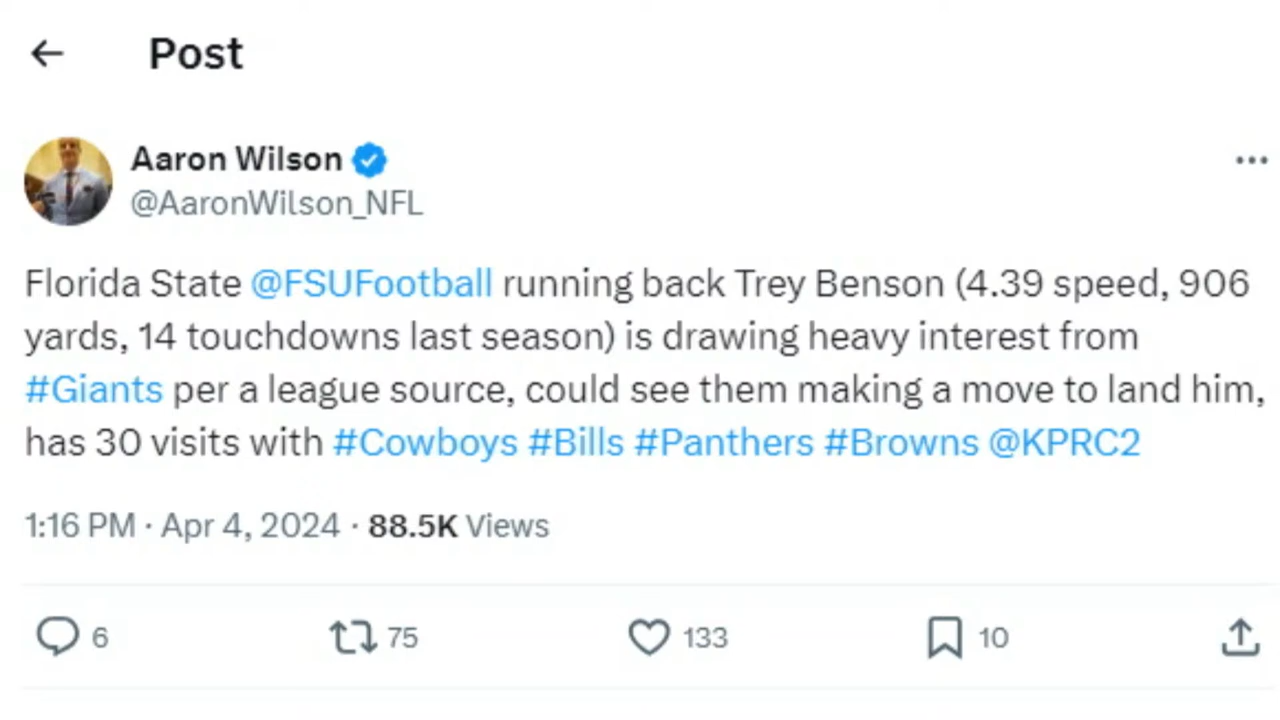 Post
Aaron Wilson
@AaronWilson_NFL
Florida State @FSUFootball running back Trey Benson (4.39 speed, 906
yards, 14 touchdowns last season) is drawing heavy interest from
#Giants per a league source, could see them making a move to land him,
has 30 visits with #Cowboys #Bills #Panthers #Browns @KPRC2
1:16 PM · Apr 4, 2024 · 88.5K Views
6 75 133 10